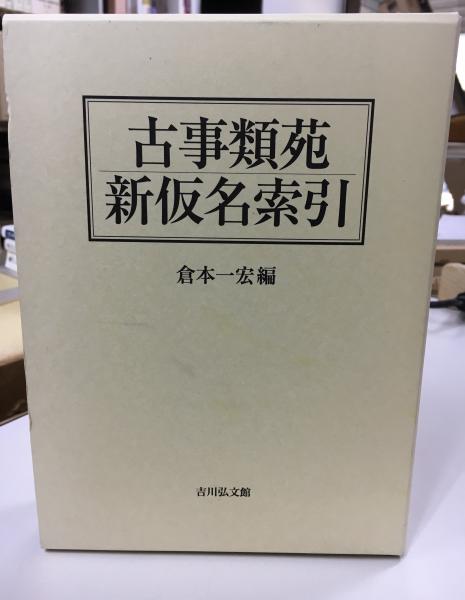 古事類苑
新仮名索引
倉本一宏編
吉川弘文館